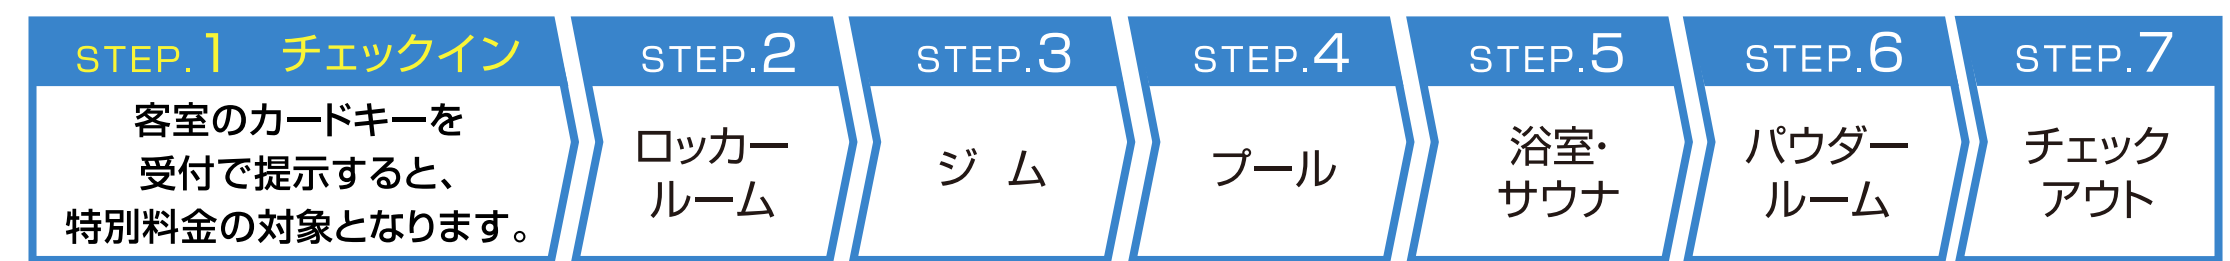 STEP.1 チェックイン
客室のカードキーを
受付で提示すると、
特別料金の対象となります。
STEP.2
ロッカー
ルーム
STEP.3
ジ ム
STEP.4
プール
STEP.5
浴室・
サウナ
STEP.6
パウダー
ルーム
STEP.7
チェック
アウト